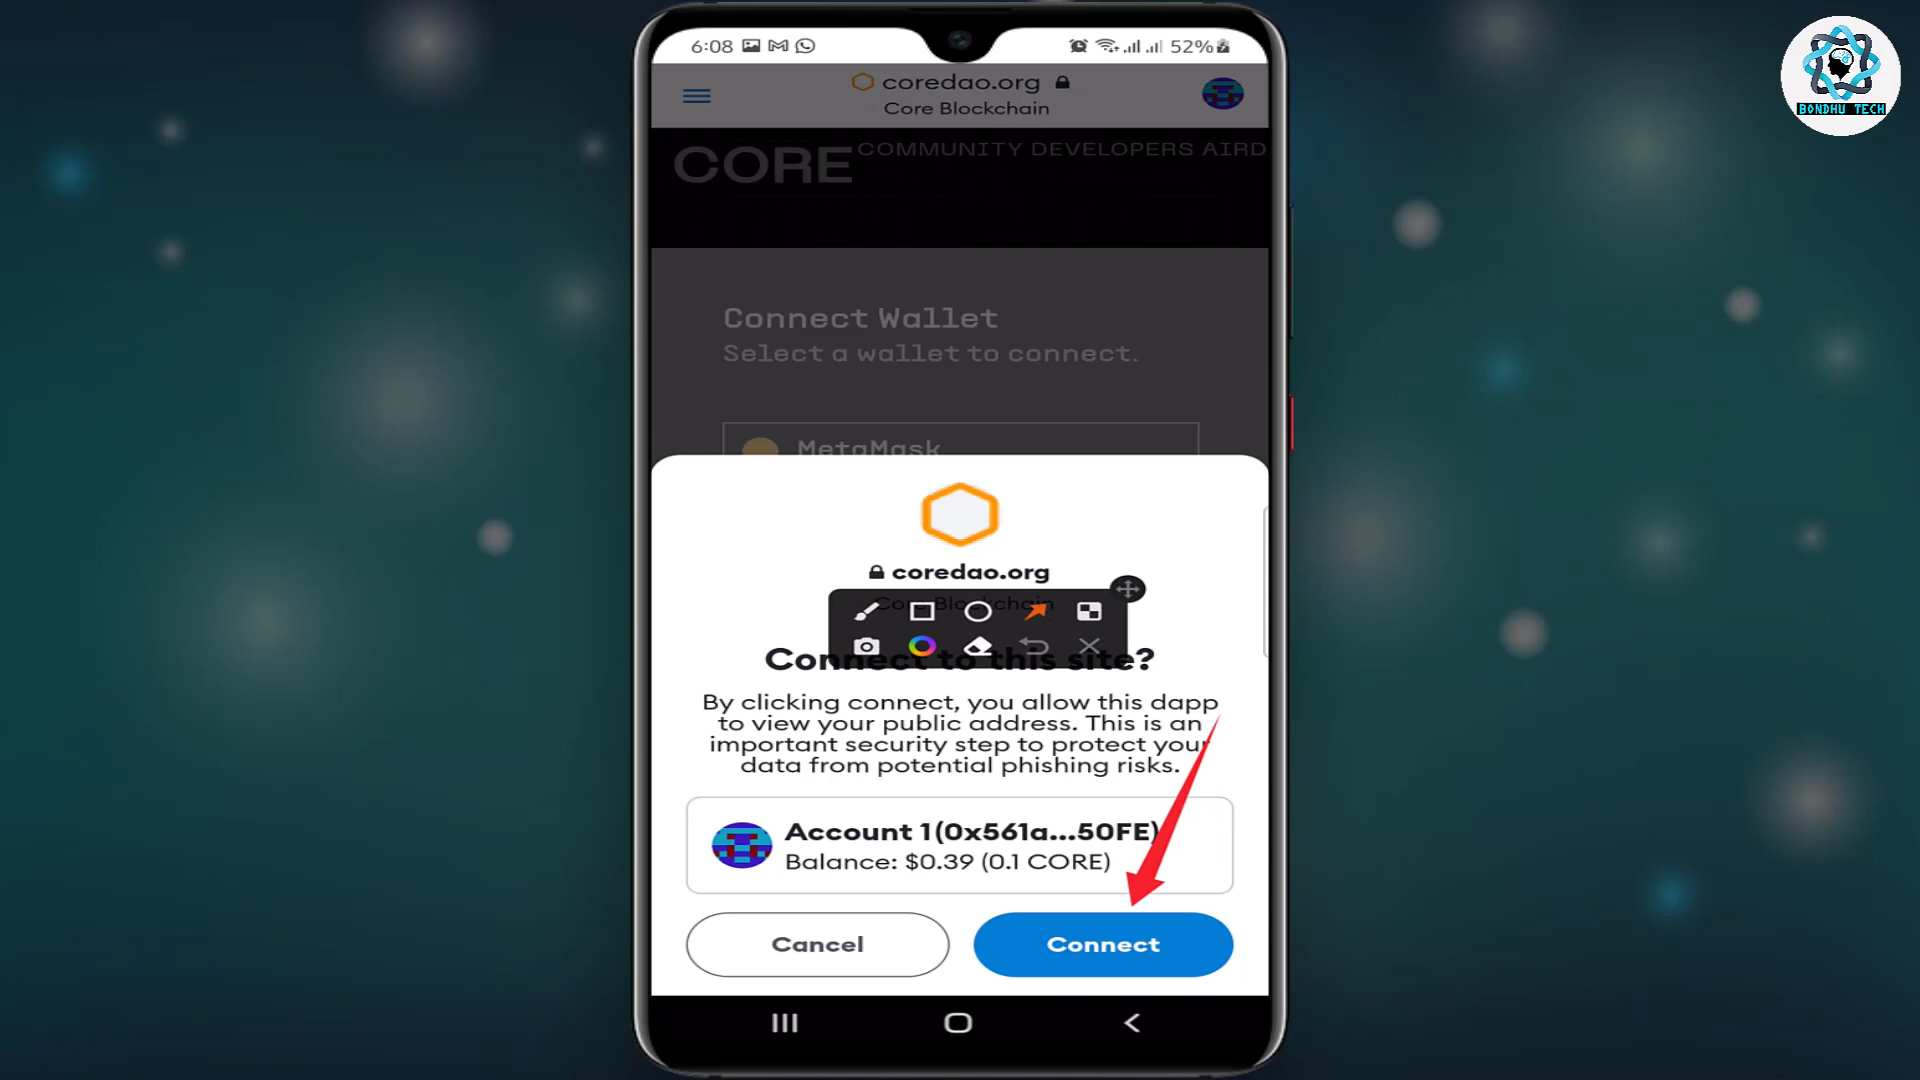 6:08
52%
BONDHU TECH
coredao.org
Core Blockchain
CORE
COMMUNITY DEVELOPERS AIRD
Connect Wallet
Select a wallet to connect.
MetaMask
coredao.org
Core Blockchain
Connect to this site?
By clicking connect, you allow this dapp
to view your public address. This is an
important security step to protect your
data from potential phishing risks.
Account 1(0x561a...50FE)
Balance: $0.39 (0.1 CORE)
Cancel
Connect